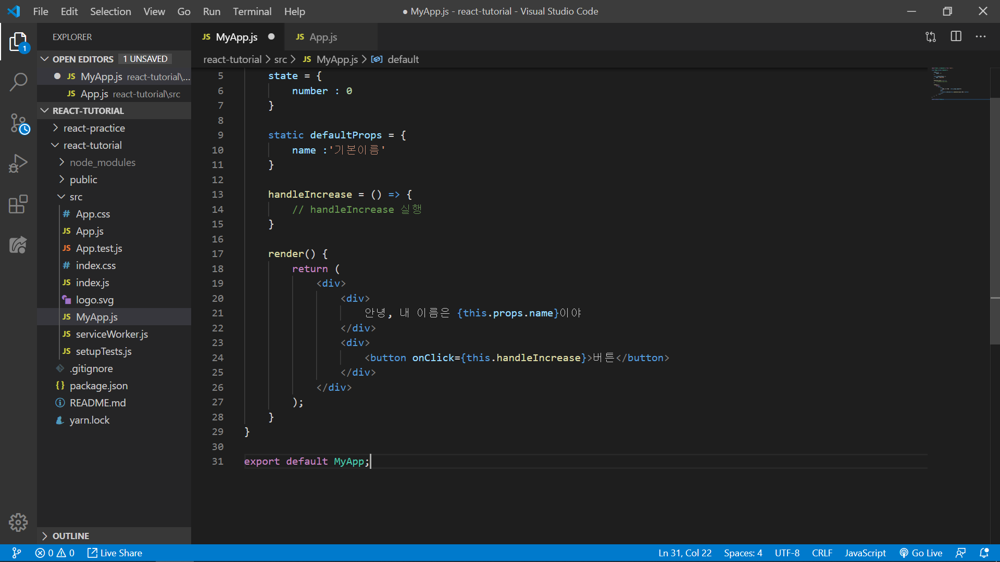 File Edit Selection View Go Run Terminal Help
● MyApp.js - react-tutorial - Visual Studio Code
EXPLORER
OPEN EDITORS 1 UNSAVED
JS MyApp.js react-tutorial\...
JS App.js react-tutorial\src
REACT-TUTORIAL
react-practice
react-tutorial
node_modules
public
src
# App.css
JS App.js
JS App.test.js
# index.css
JS index.js
logo.svg
JS MyApp.js
JS serviceWorker.js
JS setupTests.js
.gitignore
{} package.json
README.md
yarn.lock
OUTLINE
1
JS MyApp.js ●
JS App.js
react-tutorial > src > JS MyApp.js > default
5 state = {
6 number : 0
7 }
8
9 static defaultProps = {
10 name :'기본이름'
11 }
12
13 handleIncrease = () => {
14 // handleIncrease 실행
15 }
16
17 render() {
18 return (
19 <div>
20 <div>
21 안녕, 내 이름은 {this.props.name}이야
22 </div>
23 <div>
24 <button onClick={this.handleIncrease}>버튼</button>
25 </div>
26 </div>
27 );
28 }
29 }
30
31 export default MyApp;
0 0 Live Share
Ln 31, Col 22 Spaces: 4 UTF-8 CRLF JavaScript Go Live